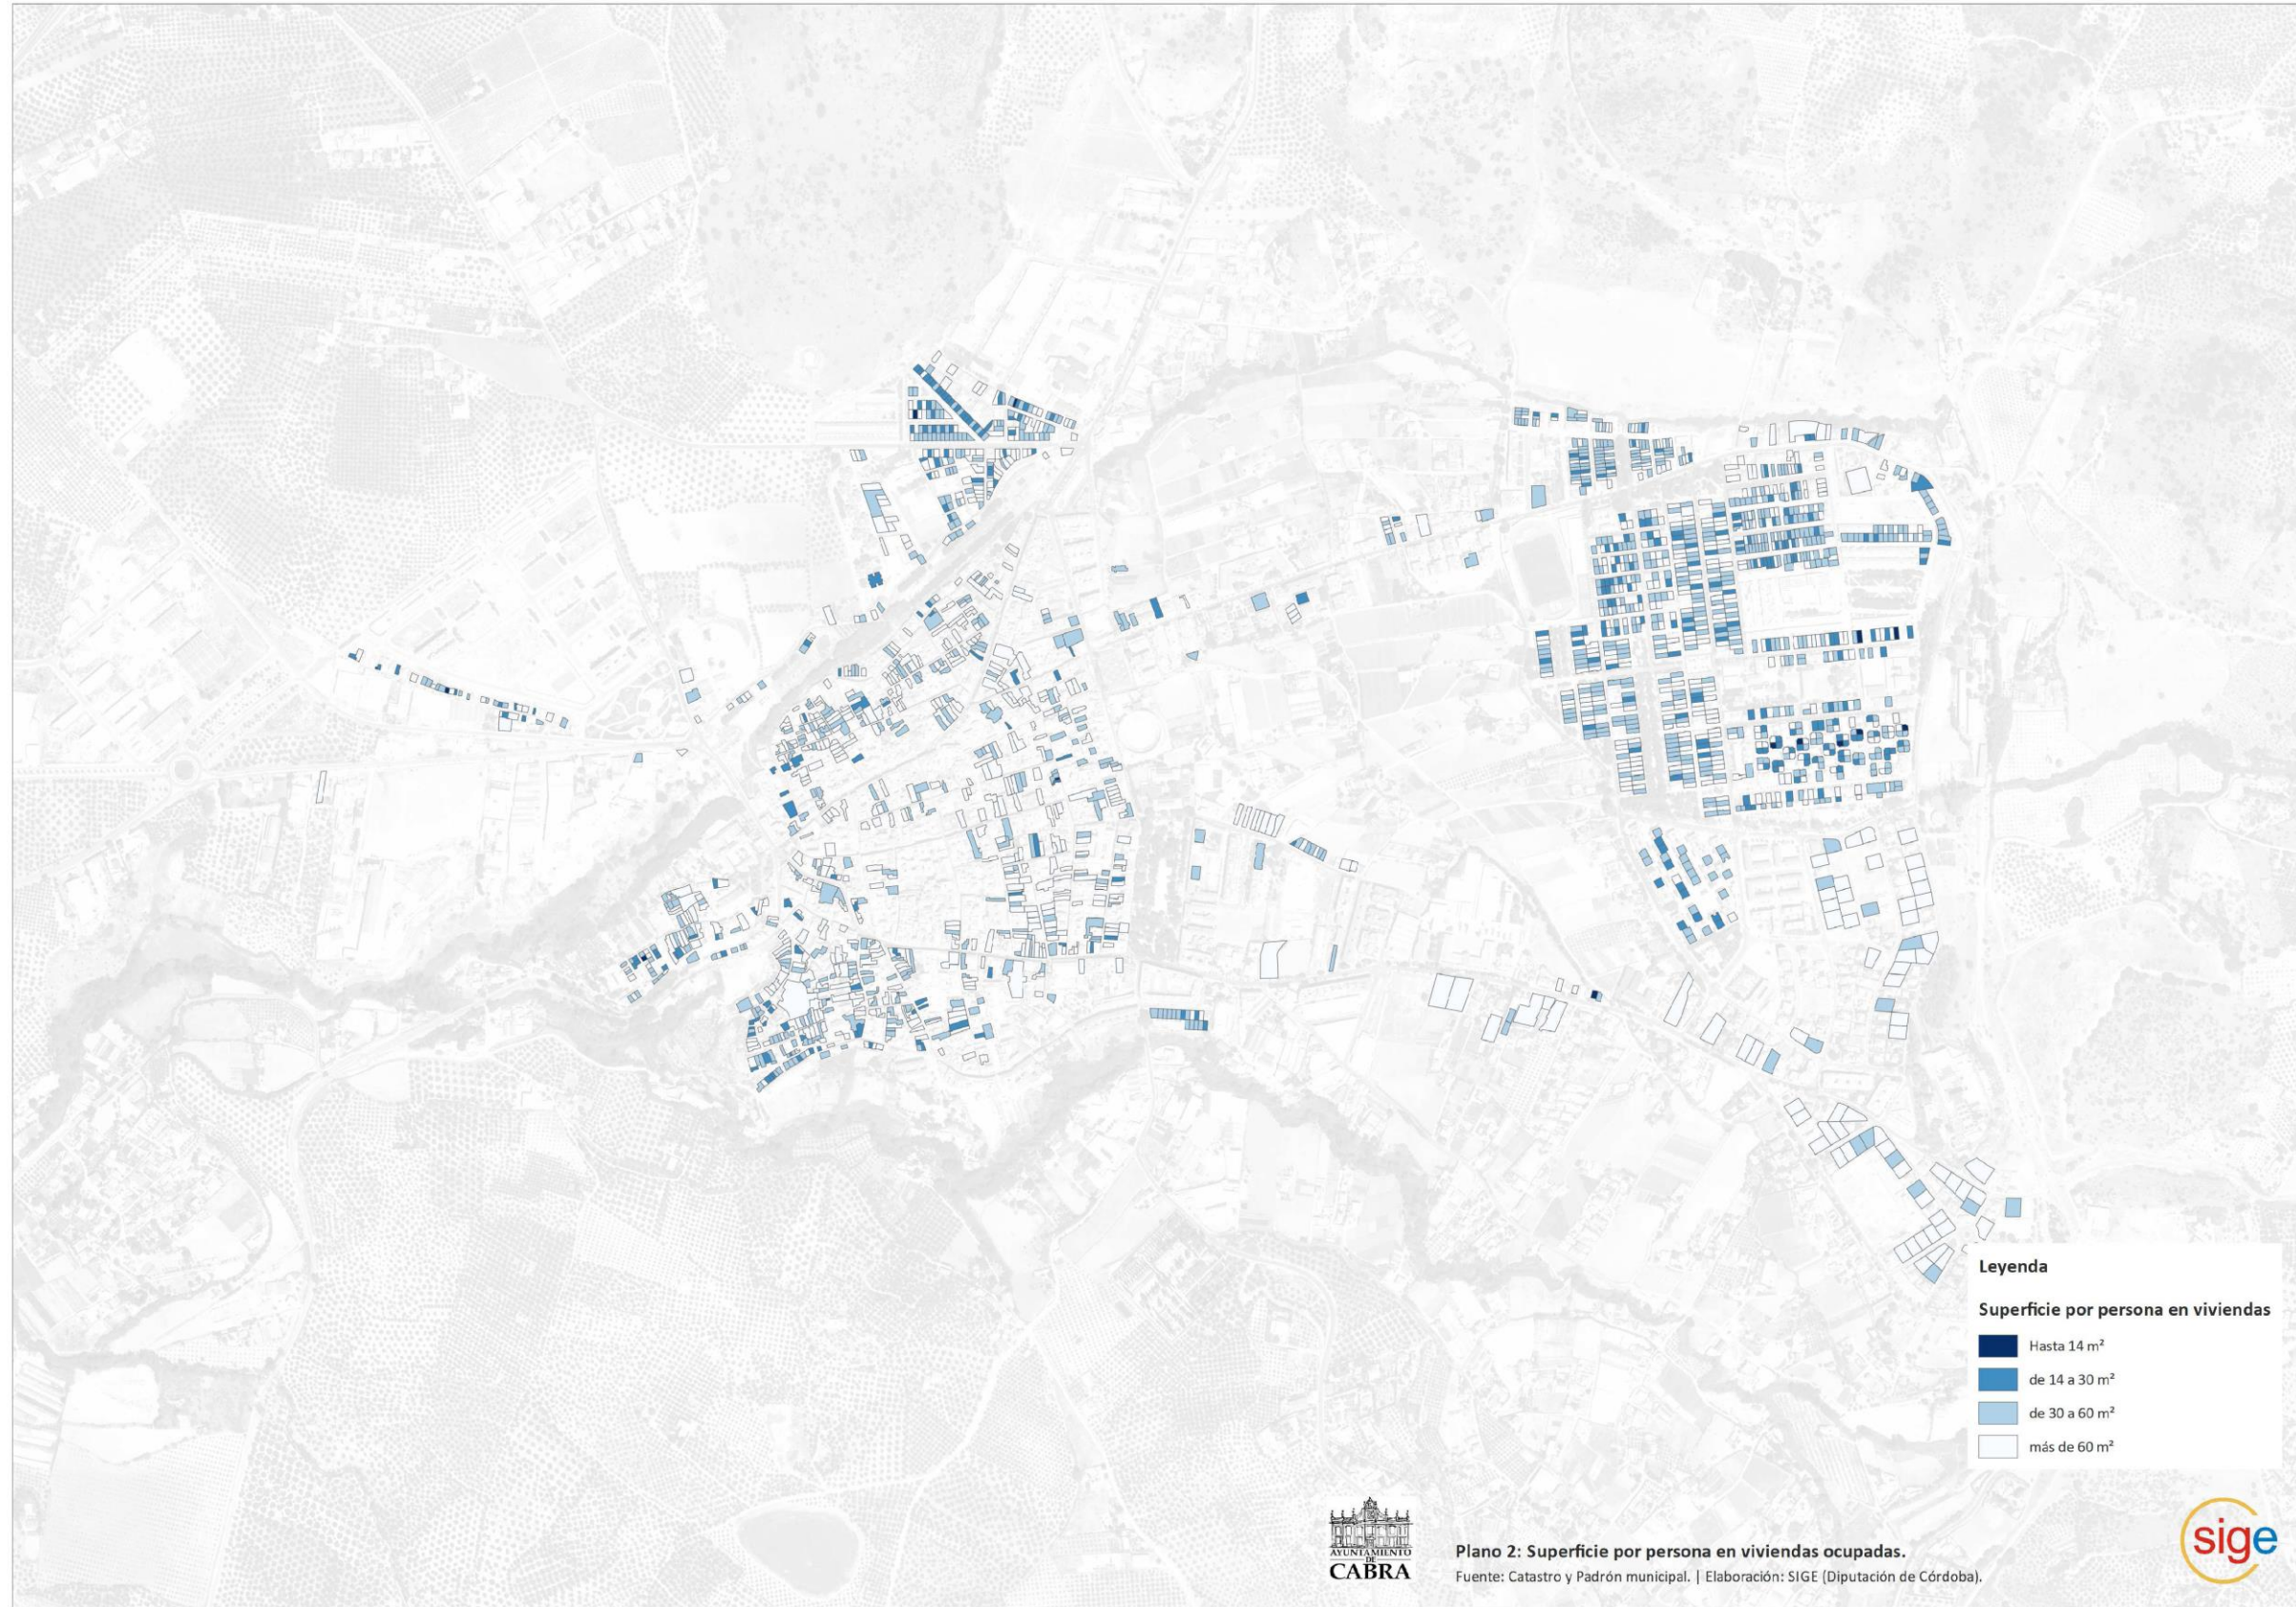 Leyenda
Superficie por persona en viviendas
Hasta 14 m²
de 14 a 30 m²
de 30 a 60 m²
más de 60 m²
AYUNTAMIENTO
DE
CABRA
Plano 2: Superficie por persona en viviendas ocupadas.
Fuente: Catastro y Padrón municipal. | Elaboración: SIGE (Diputación de Córdoba).
sige